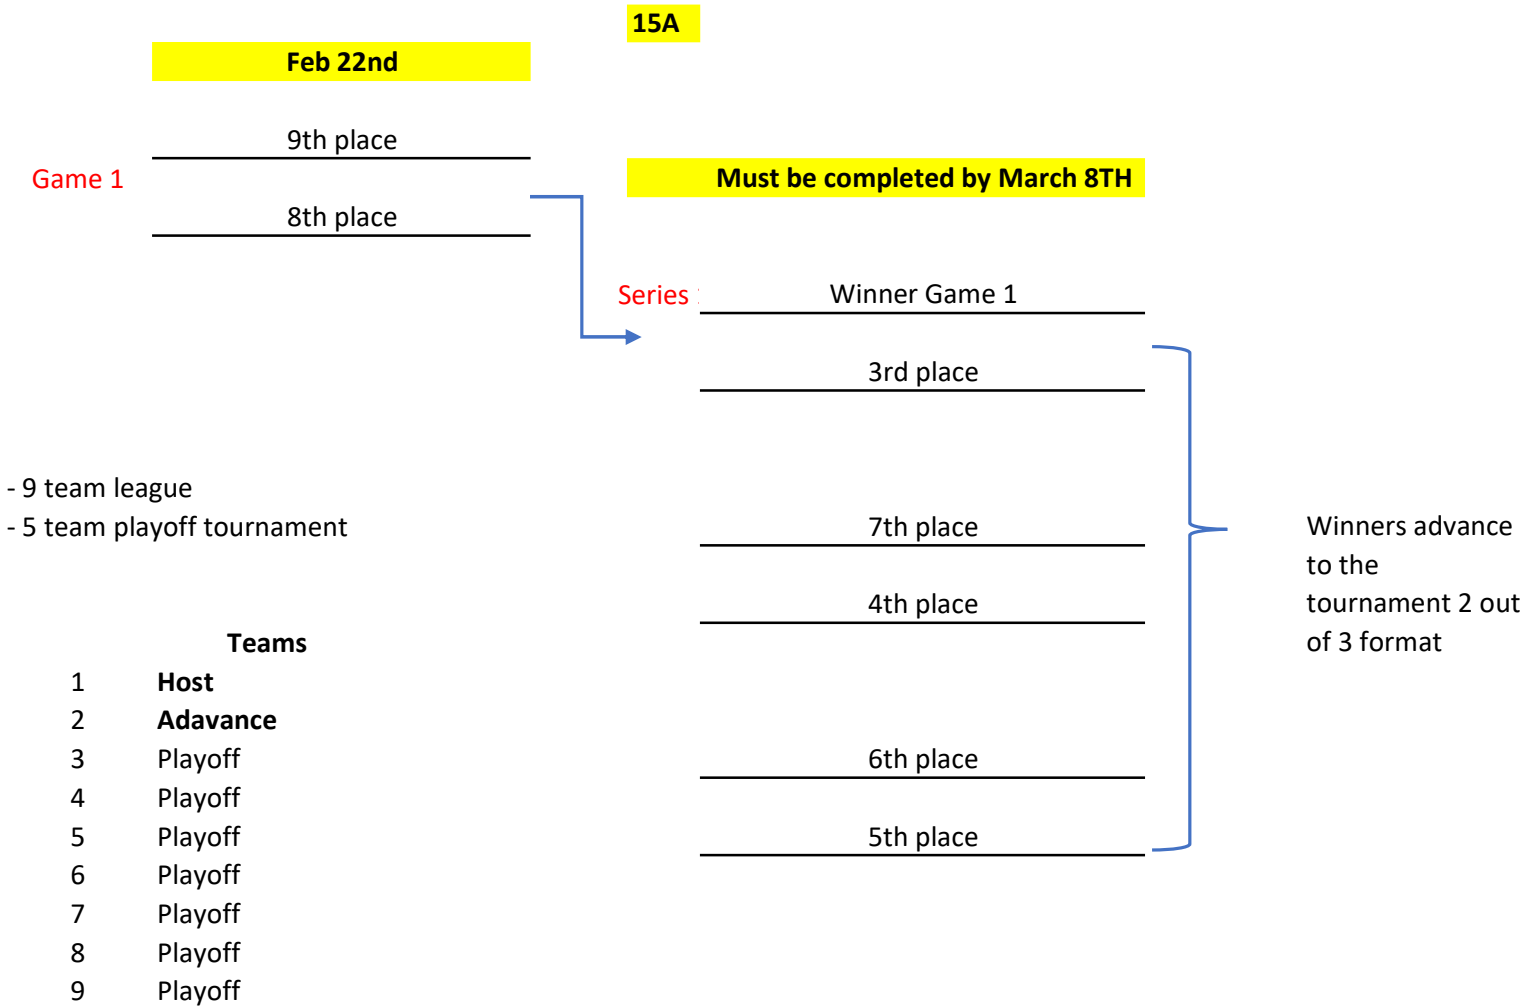 15A
Feb 22nd
9th place
Game 1
Must be completed by March 8TH
8th place
Series
Winner Game 1
3rd place
- 9 team league
- 5 team playoff tournament
7th place
Winners advance
to the
4th place
tournament 2 out
Teams
of 3 format
1 Host
2 Adavance
3 Playoff
6th place
4 Playoff
5 Playoff
5th place
6 Playoff
7 Playoff
8 Playoff
9 Playoff